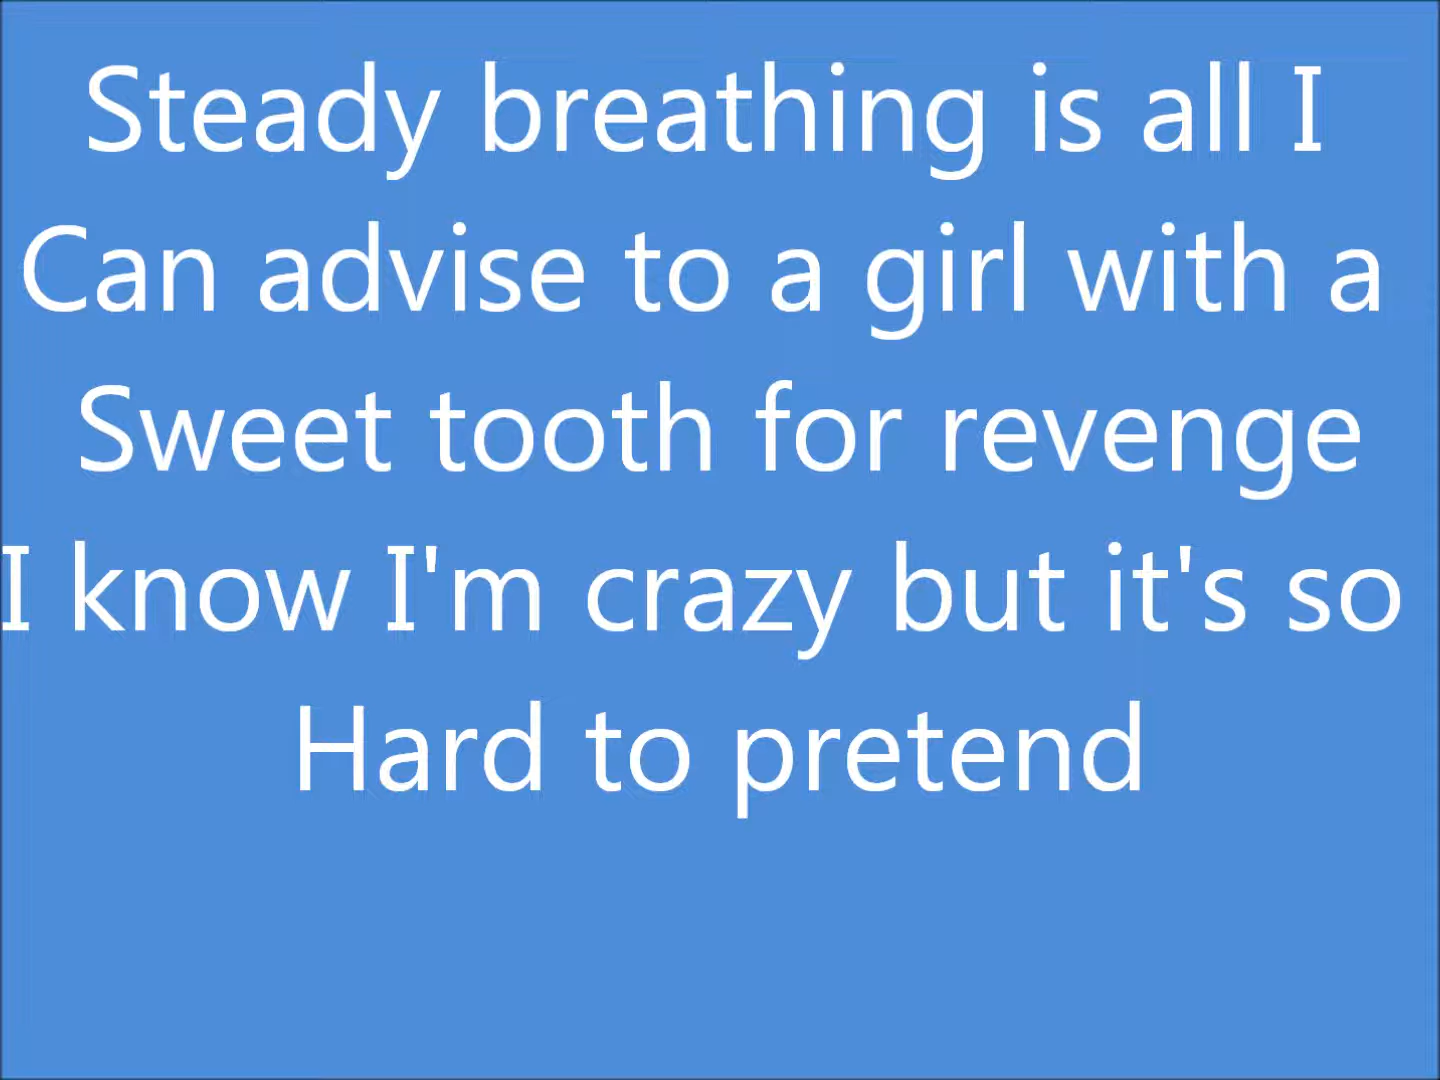 Steady breathing is all I
Can advise to a girl with a
Sweet tooth for revenge
I know I'm crazy but it's so
Hard to pretend